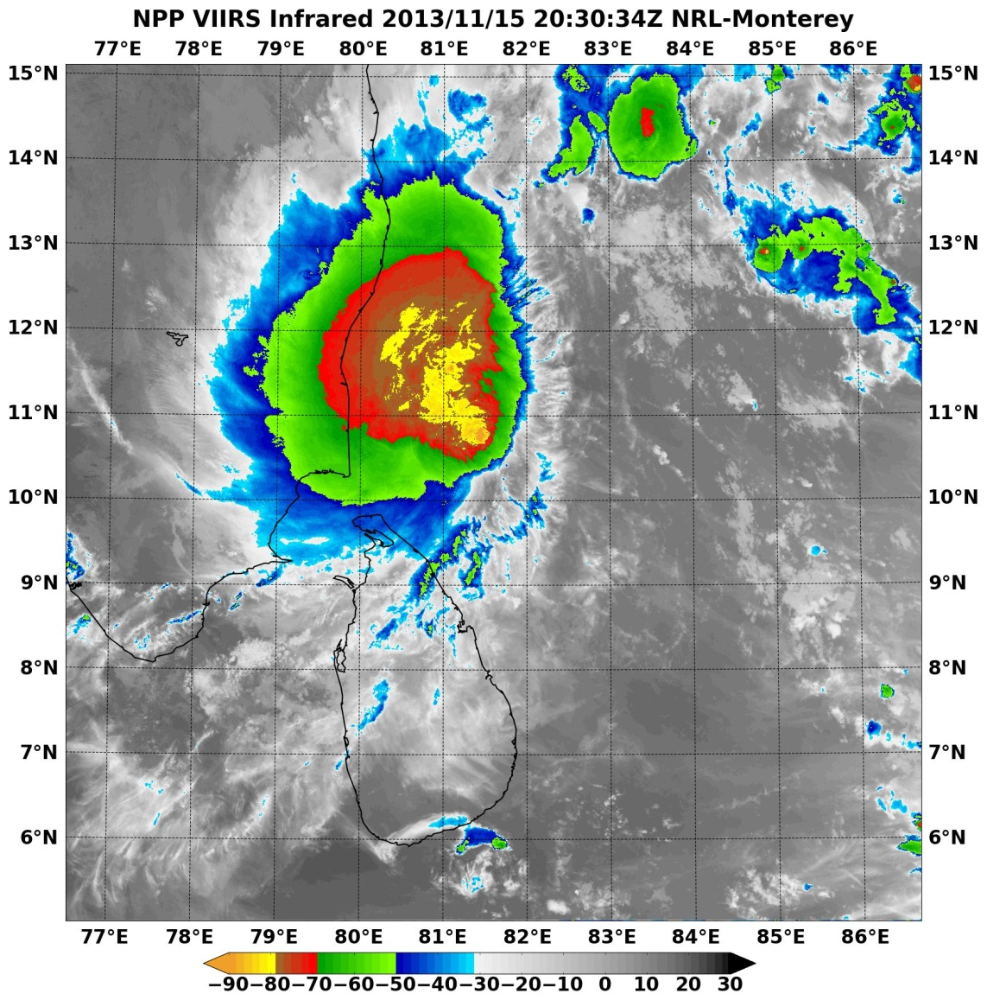 NPP VIIRS Infrared 2013/11/15 20:30:34Z NRL-Monterey
77°E 78°E 79°E 80°E 81°E 82°E 83°E 84°E 85°E 86°E
15°N 15°N
14°N 14°N
13°N 13°N
12°N 12°N
11°N 11°N
10°N 10°N
9°N 9°N
8°N 8°N
7°N 7°N
6°N 6°N
77°E 78°E 79°E 80°E 81°E 82°E 83°E 84°E 85°E 86°E
−90 −80 −70 −60 −50 −40 −30 −20 −10 0 10 20 30